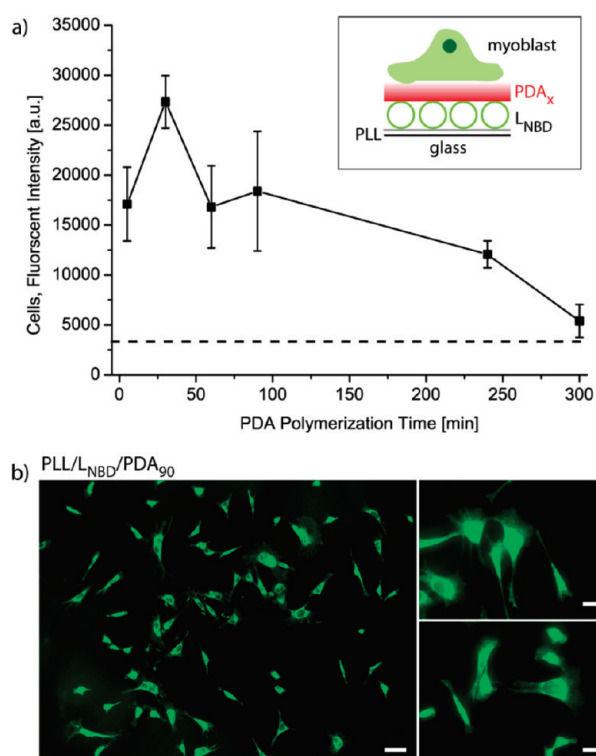 a)
35000
30000
25000
20000
15000
10000
5000
0
Cells, Fluorscent Intensity [a.u.]
0 50 100 150 200 250 300
PDA Polymerization Time [min]
myoblast
PDAx
LNBD
PLL
glass
b) PLL/LNBD/PDA90